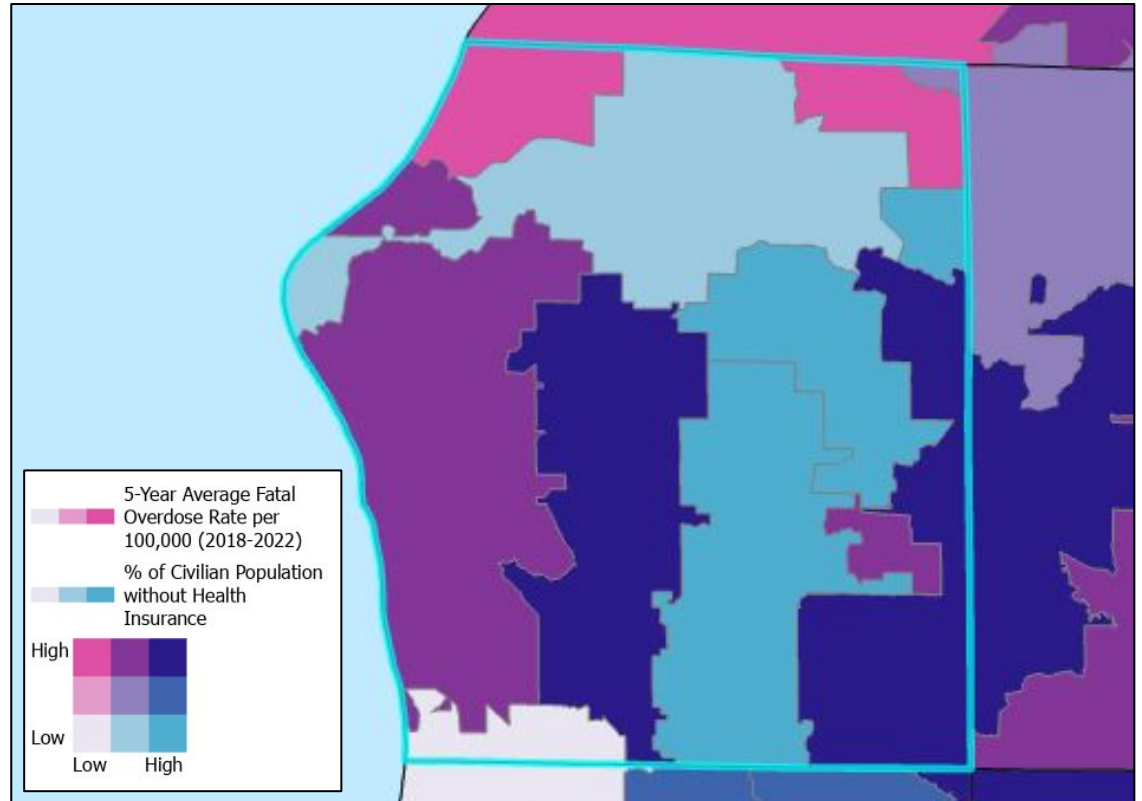 5-Year Average Fatal
Overdose Rate per
100,000 (2018-2022)
% of Civilian Population
without Health
Insurance
High
Low
Low High